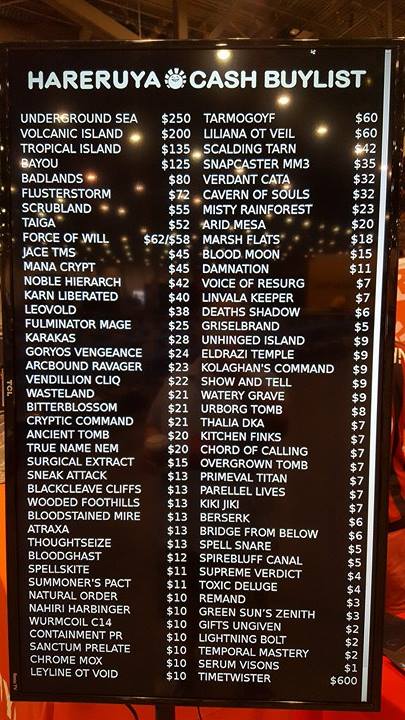 HARERUYA CASH BUYLIST
UNDERGROUND SEA $250
VOLCANIC ISLAND $200
TROPICAL ISLAND $135
BAYOU $125
BADLANDS $80
FLUSTERSTORM $72
SCRUBLAND $55
TAIGA $52
FORCE OF WILL $62/$58
JACE TMS $45
MANA CRYPT $45
NOBLE HIERARCH $42
KARN LIBERATED $40
LEOVOLD $38
FULMINATOR MAGE $25
KARAKAS $28
GORYOS VENGEANCE $24
ARCBOUND RAVAGER $23
VENDILLION CLIQ $22
WASTELAND $21
BITTERBLOSSOM $21
CRYPTIC COMMAND $21
ANCIENT TOMB $20
TRUE NAME NEM $20
SURGICAL EXTRACT $15
SNEAK ATTACK $13
BLACKCLEAVE CLIFFS $13
WOODED FOOTHILLS $13
BLOODSTAINED MIRE $13
ATRAXA $13
THOUGHTSEIZE $13
BLOODGHAST $12
SPELLSKITE $11
SUMMONER'S PACT $11
NATURAL ORDER $10
NAHIRI HARBINGER $10
WURMCOIL C14 $10
CONTAINMENT PR $10
SANCTUM PRELATE $10
CHROME MOX $10
LEYLINE OT VOID $10
TARMOGOYF $60
LILIANA OT VEIL $60
SCALDING TARN $42
SNAPCASTER MM3 $35
VERDANT CATA $32
CAVERN OF SOULS $32
MISTY RAINFOREST $23
ARID MESA $20
MARSH FLATS $18
BLOOD MOON $15
DAMNATION $11
VOICE OF RESURG $7
LINVALA KEEPER $7
DEATHS SHADOW $6
GRISELBRAND $5
UNHINGED ISLAND $9
ELDRAZI TEMPLE $9
KOLAGHAN'S COMMAND $9
SHOW AND TELL $9
WATERY GRAVE $9
URBORG TOMB $8
THALIA DKA $7
KITCHEN FINKS $7
CHORD OF CALLING $7
OVERGROWN TOMB $7
PRIMEVAL TITAN $7
PARELLEL LIVES $7
KIKI JIKI $7
BERSERK $6
BRIDGE FROM BELOW $6
SPELL SNARE $5
SPIREBLUFF CANAL $5
SUPREME VERDICT $4
TOXIC DELUGE $4
REMAND $3
GREEN SUN'S ZENITH $3
GIFTS UNGIVEN $2
LIGHTNING BOLT $2
TEMPORAL MASTERY $2
SERUM VISONS $1
TIMETWISTER $600
TCL